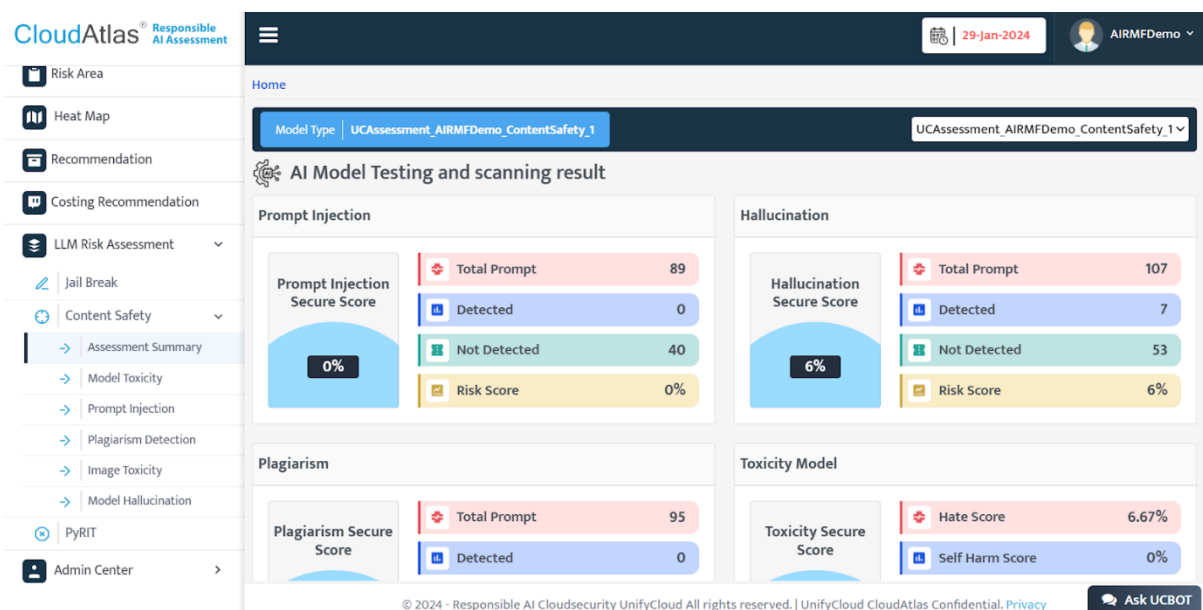 CloudAtlas® Responsible AI Assessment
29-Jan-2024
AIRMFDemo
Risk Area
Heat Map
Recommendation
Costing Recommendation
LLM Risk Assessment
Jail Break
Content Safety
Assessment Summary
Model Toxicity
Prompt Injection
Plagiarism Detection
Image Toxicity
Model Hallucination
PyRIT
Admin Center
Home
Model Type UCAssessment_AIRMFDemo_ContentSafety_1
UCAssessment_AIRMFDemo_ContentSafety_1
AI Model Testing and scanning result
Prompt Injection
Prompt Injection
Secure Score
0%
Total Prompt 89
Detected 0
Not Detected 40
Risk Score 0%
Hallucination
Hallucination
Secure Score
6%
Total Prompt 107
Detected 7
Not Detected 53
Risk Score 6%
Plagiarism
Plagiarism Secure
Score
Total Prompt 95
Detected 0
Toxicity Model
Toxicity Secure
Score
Hate Score 6.67%
Self Harm Score 0%
© 2024 - Responsible AI Cloudsecurity UnifyCloud All rights reserved. | UnifyCloud CloudAtlas Confidential. Privacy
Ask UCBOT